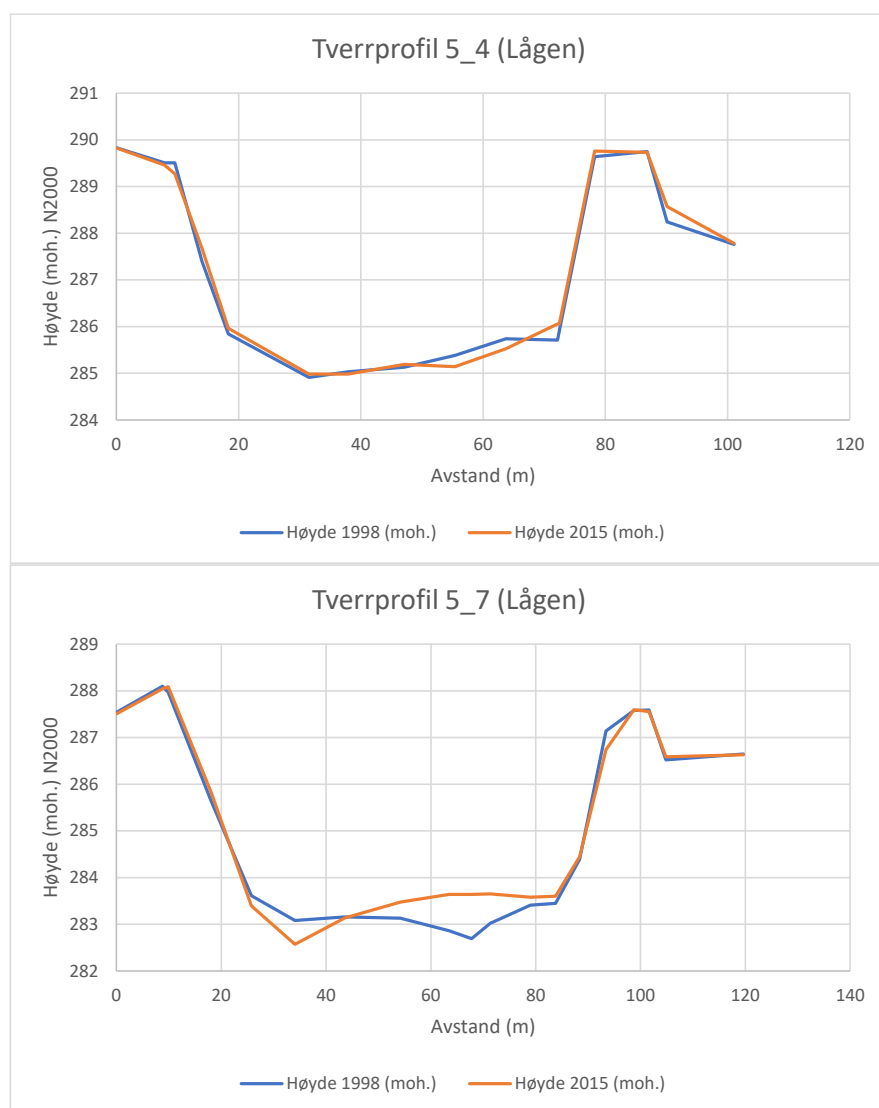 Tverrprofil 5_4 (Lågen)
291
290
289
288
287
286
285
284
Høyde (moh.) N2000
0 20 40 60 80 100 120
Avstand (m)
Høyde 1998 (moh.) Høyde 2015 (moh.)
Tverrprofil 5_7 (Lågen)
289
288
287
286
285
284
283
282
Høyde (moh.) N2000
0 20 40 60 80 100 120 140
Avstand (m)
Høyde 1998 (moh.) Høyde 2015 (moh.)